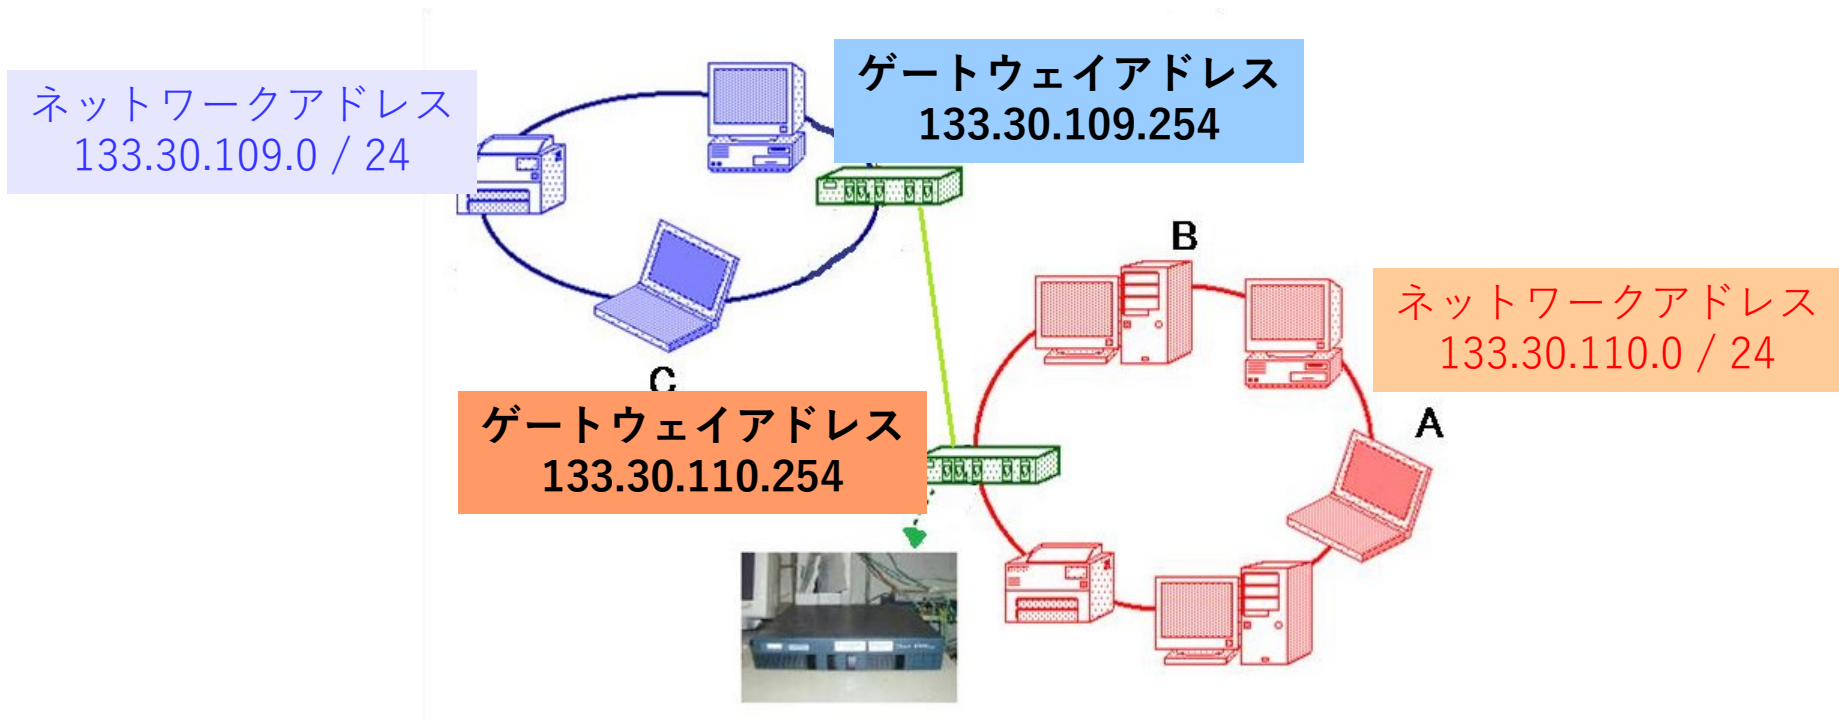 ネットワークアドレス
133.30.109.0 / 24
ゲートウェイアドレス
133.30.109.254
B
ネットワークアドレス
133.30.110.0 / 24
C
A
ゲートウェイアドレス
133.30.110.254